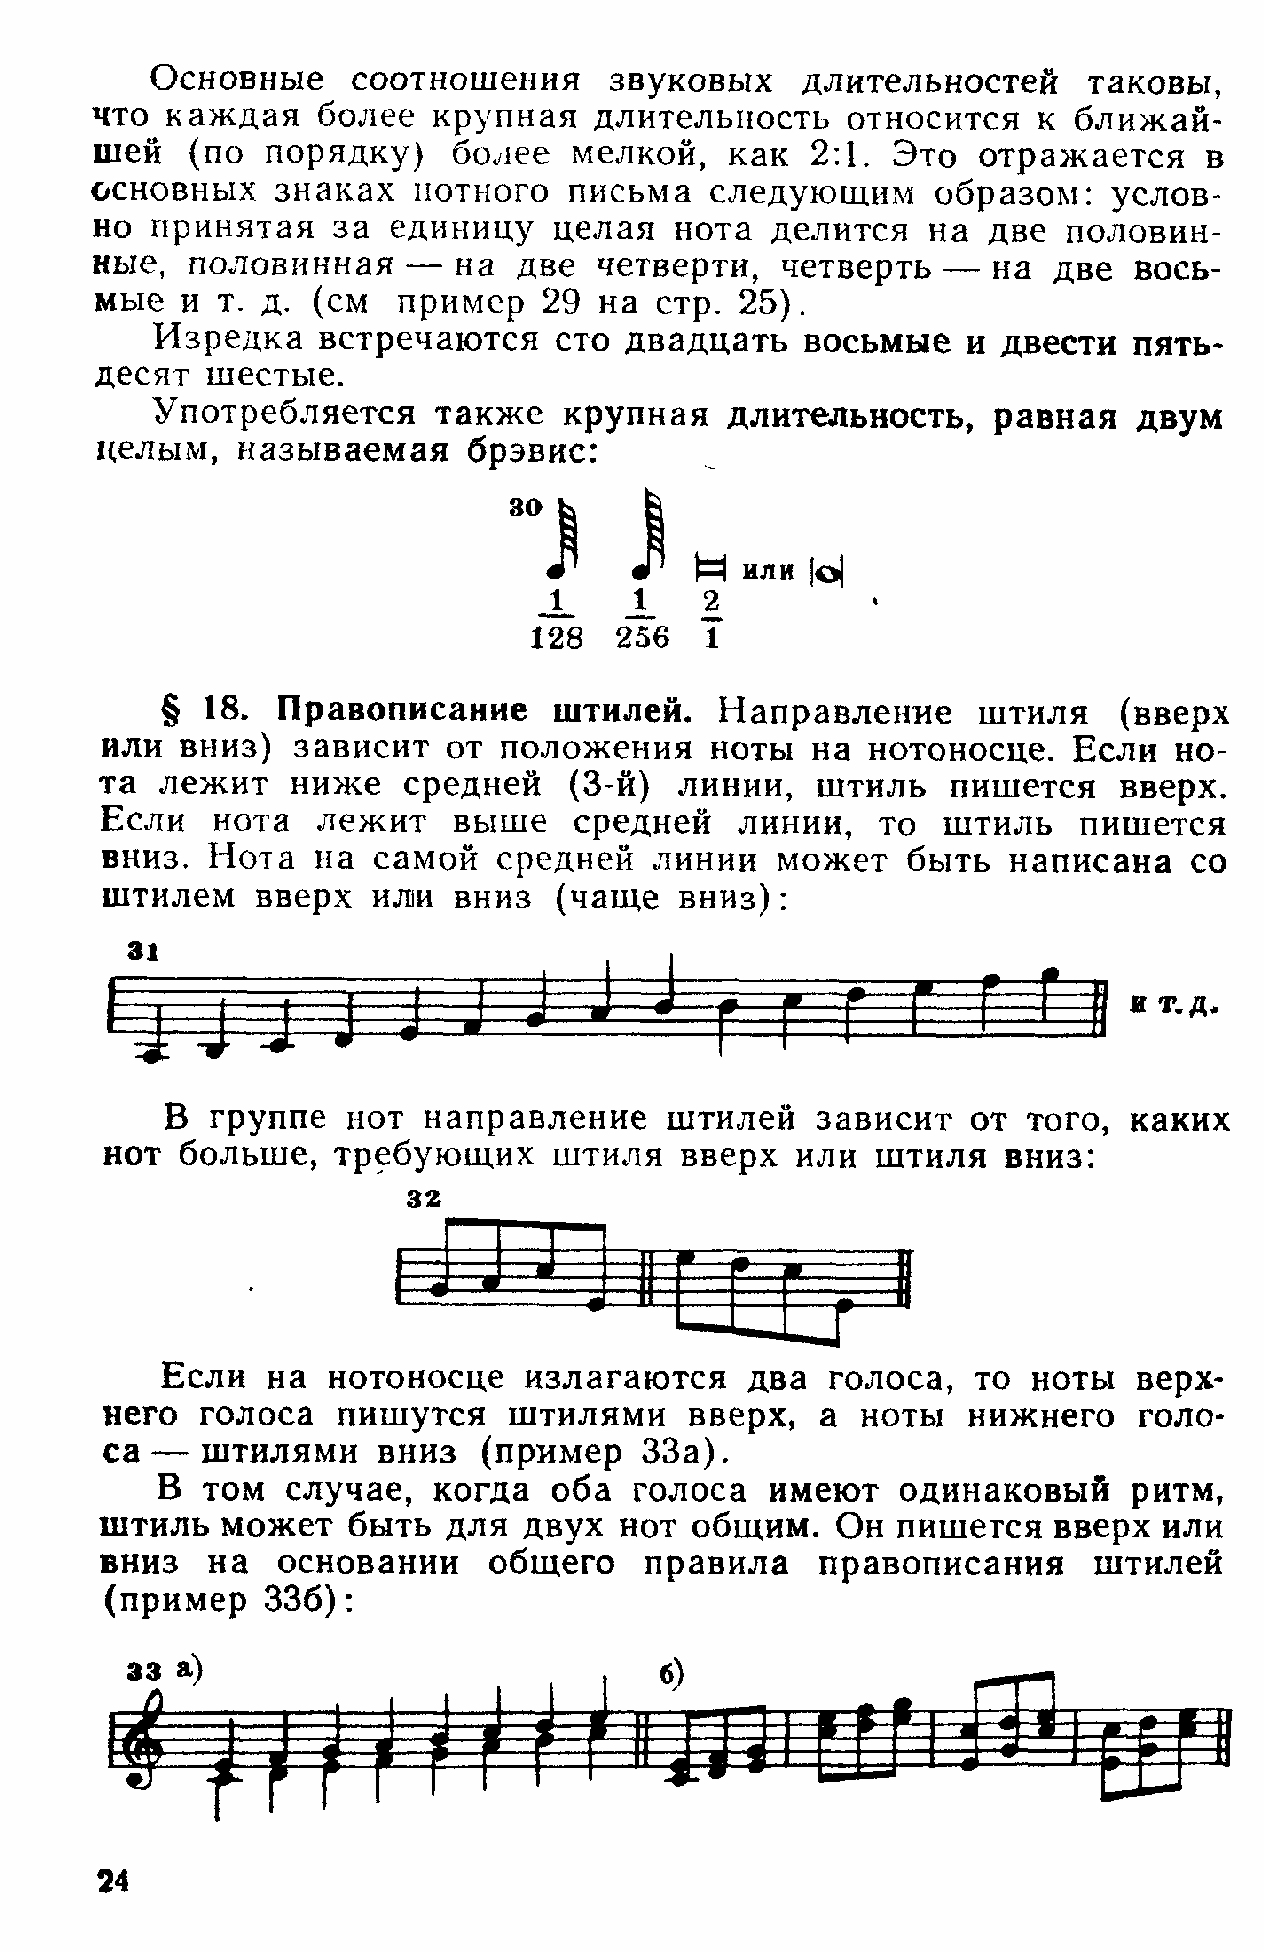 Основные соотношения звуковых длительностей таковы,
что каждая более крупная длительность относится к ближай-
шей (по порядку) более мелкой, как 2:1. Это отражается в
основных знаках нотного письма следующим образом: услов-
но принятая за единицу целая нота делится на две половин-
ные, половинная — на две четверти, четверть — на две вось-
мые и т. д. (см пример 29 на стр. 25).
Изредка встречаются сто двадцать восьмые и двести пять-
десят шестые.
Употребляется также крупная длительность, равная двум
целым, называемая брэвис:
30
или
1 1 2
128 256 1
§ 18. Правописание штилей. Направление штиля (вверх
или вниз) зависит от положения ноты на нотоносце. Если но-
та лежит ниже средней (3-й) линии, штиль пишется вверх.
Если нота лежит выше средней линии, то штиль пишется
вниз. Нота на самой средней линии может быть написана со
штилем вверх или вниз (чаще вниз):
31
и т. д.
В группе нот направление штилей зависит от того, каких
нот больше, требующих штиля вверх или штиля вниз:
32
Если на нотоносце излагаются два голоса, то ноты верх-
него голоса пишутся штилями вверх, а ноты нижнего голо-
са — штилями вниз (пример 33а).
В том случае, когда оба голоса имеют одинаковый ритм,
штиль может быть для двух нот общим. Он пишется вверх или
вниз на основании общего правила правописания штилей
(пример 33б):
33 а) б)
24